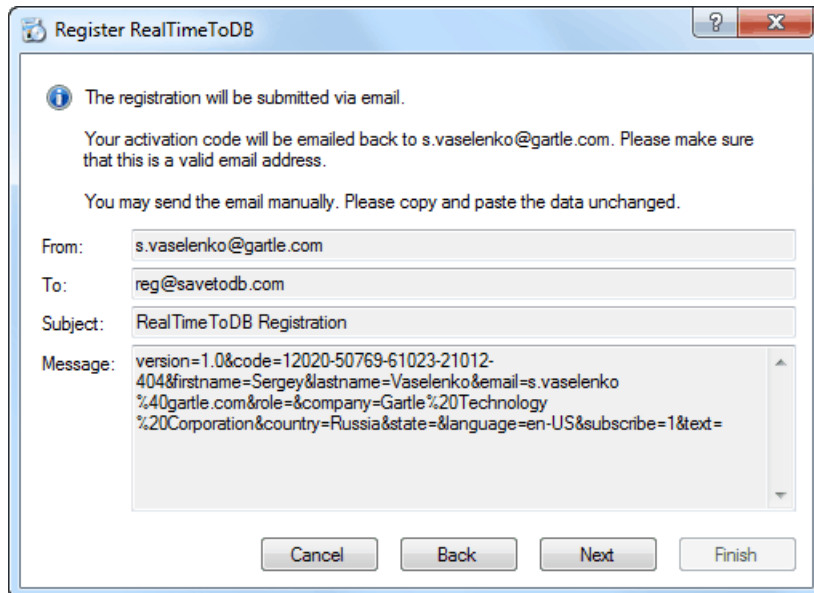 Register RealTimeToDB
The registration will be submitted via email.
Your activation code will be emailed back to s.vaselenko@gartle.com. Please make sure
that this is a valid email address.
You may send the email manually. Please copy and paste the data unchanged.
From: s.vaselenko@gartle.com
To: reg@savetodb.com
Subject: RealTimeToDB Registration
Message: version=1.0&code=12020-50769-61023-21012-
404&firstname=Sergey&lastname=Vaselenko&email=s.vaselenko
%40gartle.com&role=&company=Gartle%20Technology
%20Corporation&country=Russia&state=&language=en-US&subscribe=1&text=
Cancel Back Next Finish